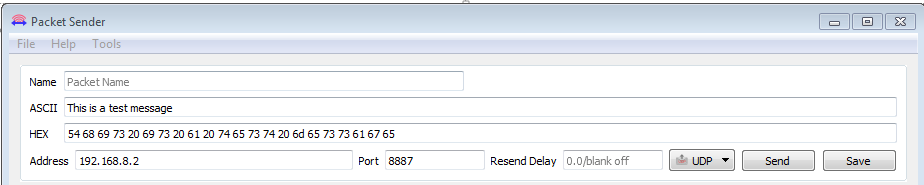 Packet Sender
File Help Tools
Name Packet Name
ASCII This is a test message
HEX 54 68 69 73 20 69 73 20 61 20 74 65 73 74 20 6d 65 73 73 61 67 65
Address 192.168.8.2 Port 8887 Resend Delay 0.0/blank off UDP Send Save